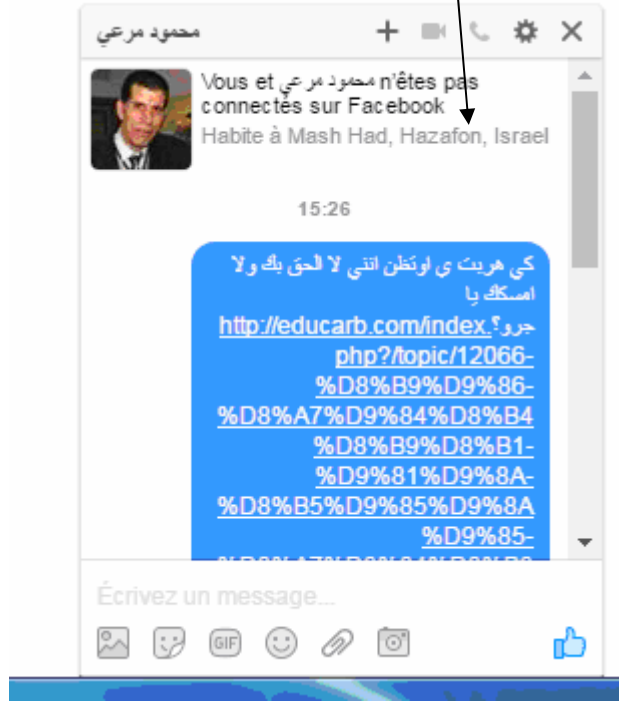 محمود مرعي
Vous et محمود مرعي n'êtes pas
connectés sur Facebook
Habite à Mash Had, Hazafon, Israel
15:26
كي هربت ي اوتظن انني لا الحق بك ولا
امسكك يا
جرو؟.http://educarb.com/index
php?/topic/12066-
%D8%B9%D9%86-
%D8%A7%D9%84%D8%B4
%D8%B9%D8%B1-
%D9%81%D9%8A-
%D8%B5%D9%85%D9%8A
%D9%85-
Écrivez un message...
GIF